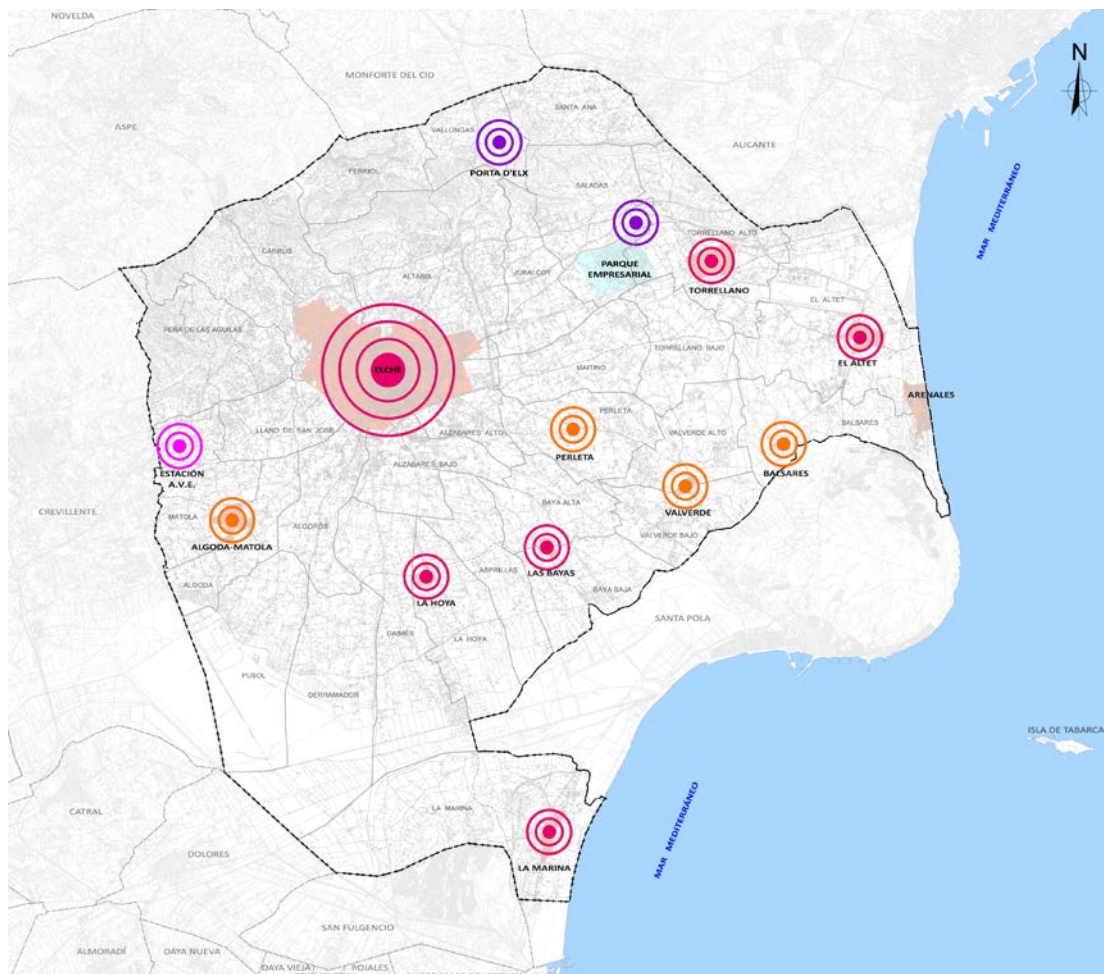 NOVELDA
MONFORTE DEL CID
N
ASPE
SANTA ANA
VALLONGAS
ALICANTE
PORTA D'ELX
FERRIOL
SALADAS
MAR MEDITERRÁNEO
TORRELLANO ALTO
CARRUS
PARQUE
EMPRESARIAL
ALTABIX
JUBALCOY
TORRELLANO
EL ALTET
PEÑA DE LAS AGUILAS
TORRELLANO BAJO
EL ALTET
ELCHE
MAITINO
ARENALES
PERLETA
BALSARES
LLANO DE SAN JOSÉ
ALZABARES ALTO
VALVERDE ALTO
PERLETA
ALZABARES BAJO
BALSARES
ESTACIÓN
A.V.E.
BAYA ALTA
VALVERDE
CREVILLENTE
MATOLA
ALGOROS
VALVERDE BAJO
ALGODA-MATOLA
ASPRILLAS
LAS BAYAS
ALGODA
BAYA BAJA
LA HOYA
SANTA POLA
DAIMES
LA HOYA
PUSOL
DERRAMADOR
ISLA DE TABARCA
LA MARINA
CATRAL
MAR MEDITERRÁNEO
DOLORES
LA MARINA
SAN FULGENCIO
ALMORADÍ
DAYA NUEVA
DAYA VIEJA
ROJALES